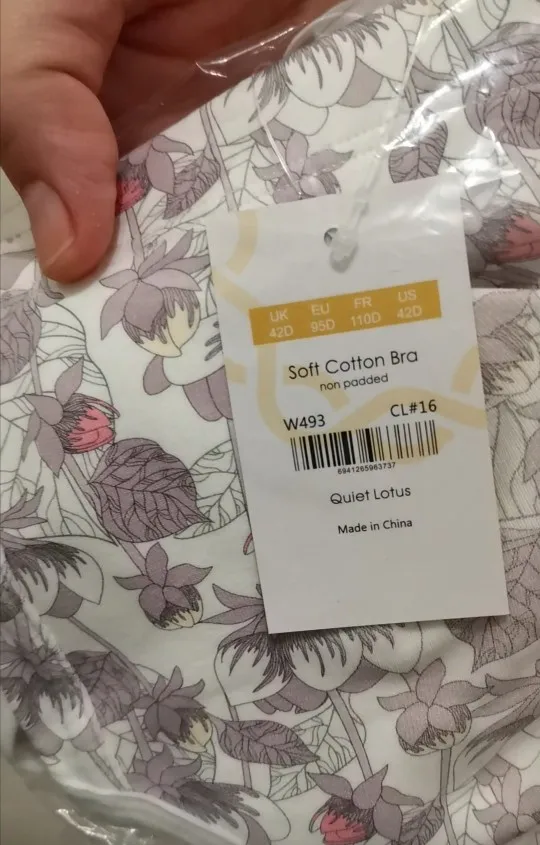 UK EU FR US
42D 95D 110D 42D
Soft Cotton Bra
non padded
W493 CL#16
6941265963737
Quiet Lotus
Made in China